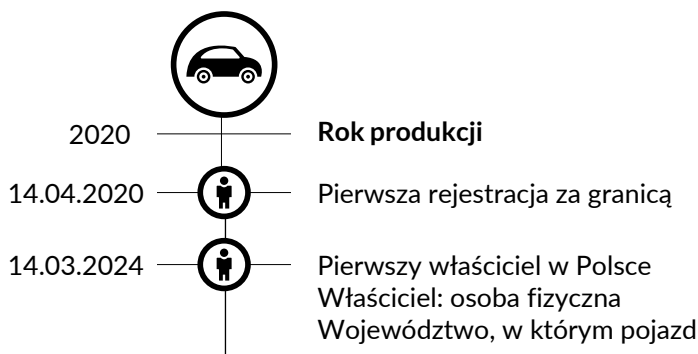 2020 Rok produkcji
14.04.2020 Pierwsza rejestracja za granicą
14.03.2024 Pierwszy właściciel w Polsce
Właściciel: osoba fizyczna
Województwo, w którym pojazd